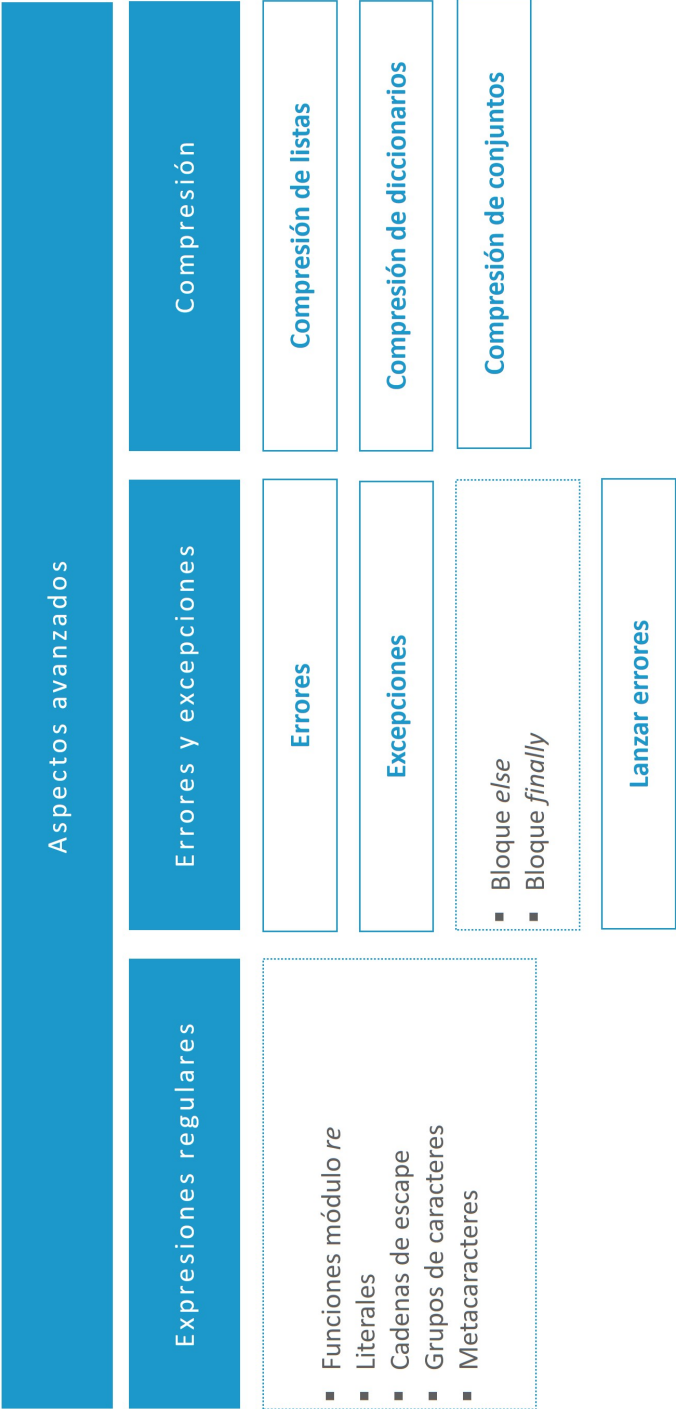 Aspectos avanzados
Expresiones regulares
▪ Funciones módulo re
▪ Literales
▪ Cadenas de escape
▪ Grupos de caracteres
▪ Metacaracteres
Errores y excepciones
Errores
Excepciones
▪ Bloque else
▪ Bloque finally
Lanzar errores
Compresión
Compresión de listas
Compresión de diccionarios
Compresión de conjuntos